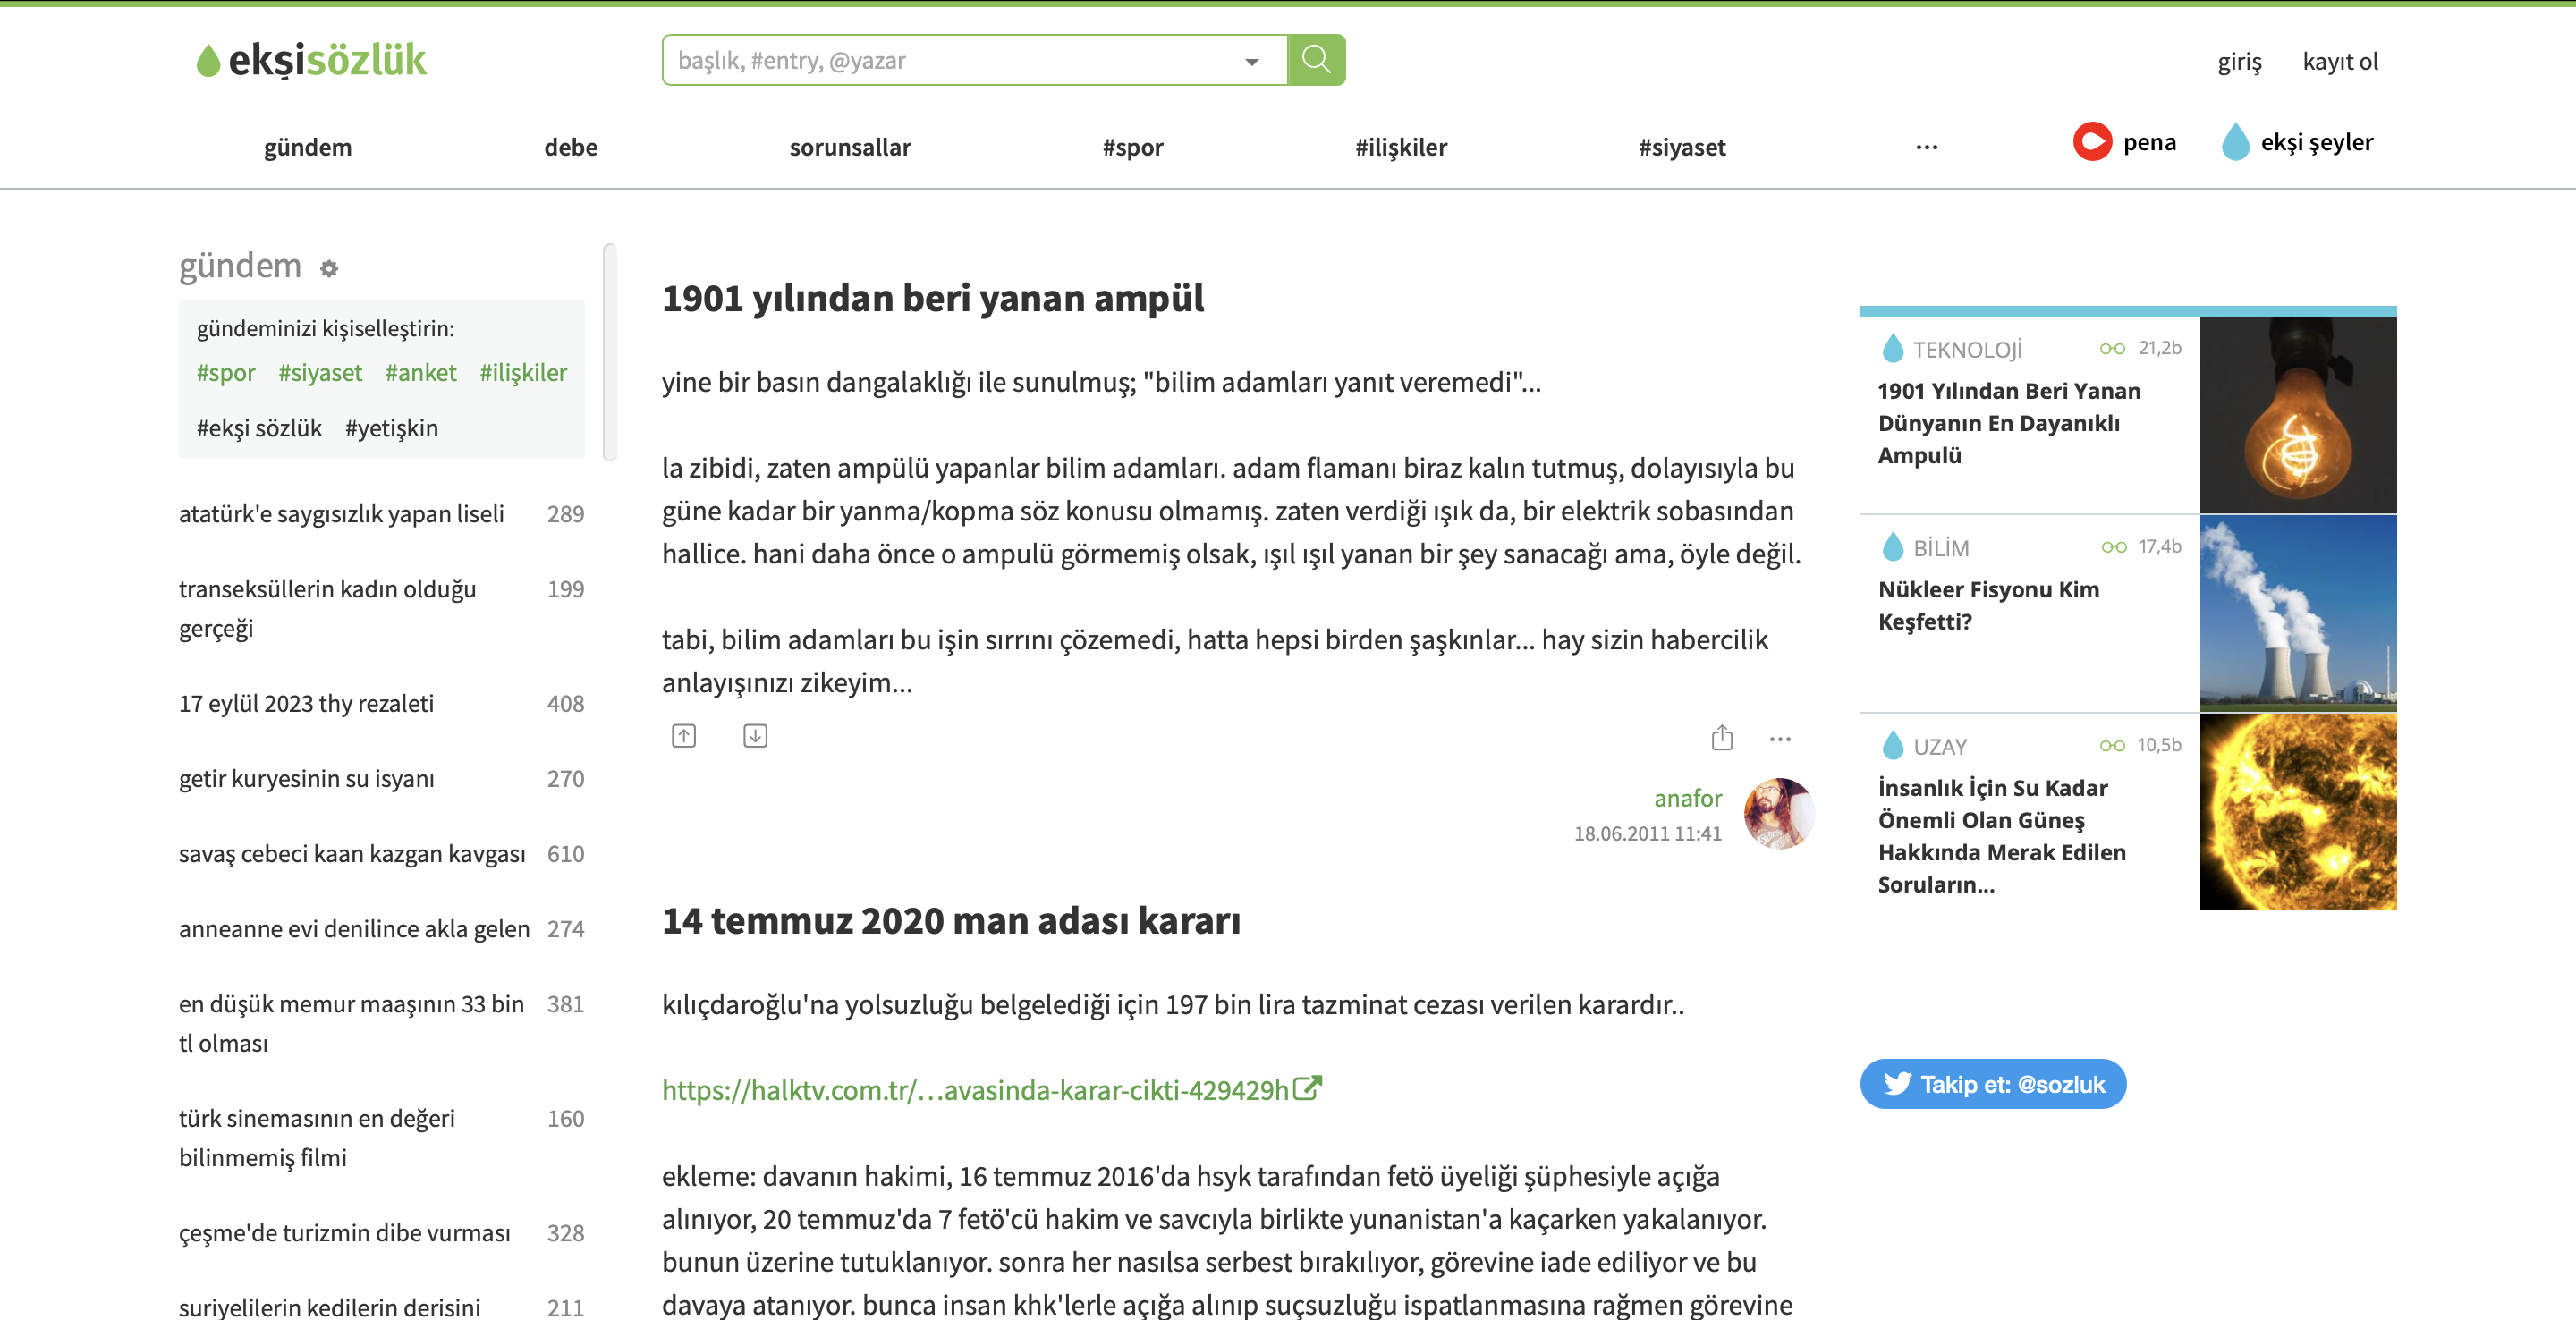 ekşisözlük
başlık, #entry, @yazar
giriş kayıt ol
gündem debe sorunsallar #spor #ilişkiler #siyaset ... pena ekşi şeyler
gündem
gündeminizi kişiselleştirin:
#spor #siyaset #anket #ilişkiler
#ekşi sözlük #yetişkin
atatürk'e saygısızlık yapan liseli 289
transeksüllerin kadın olduğu 199
gerçeği
17 eylül 2023 thy rezaleti 408
getir kuryesinin su isyanı 270
savaş cebeci kaan kazgan kavgası 610
anneanne evi denilince akla gelen 274
en düşük memur maaşının 33 bin 381
tl olması
türk sinemasının en değeri 160
bilinmemiş filmi
çeşme'de turizmin dibe vurması 328
suriyelilerin kedilerin derisini 211
1901 yılından beri yanan ampül
yine bir basın dangalaklığı ile sunulmuş; "bilim adamları yanıt veremedi"...
la zibidi, zaten ampülü yapanlar bilim adamları. adam flamanı biraz kalın tutmuş, dolayısıyla bu
güne kadar bir yanma/kopma söz konusu olmamış. zaten verdiği ışık da, bir elektrik sobasından
hallice. hani daha önce o ampulü görmemiş olsak, ışıl ışıl yanan bir şey sanacağı ama, öyle değil.
tabi, bilim adamları bu işin sırrını çözemedi, hatta hepsi birden şaşkınlar... hay sizin habercilik
anlayışınızı zikeyim...
anafor
18.06.2011 11:41
14 temmuz 2020 man adası kararı
kılıçdaroğlu'na yolsuzluğu belgelediği için 197 bin lira tazminat cezası verilen karardır..
https://halktv.com.tr/…avasinda-karar-cikti-429429h
ekleme: davanın hakimi, 16 temmuz 2016'da hsyk tarafından fetö üyeliği şüphesiyle açığa
alınıyor, 20 temmuz'da 7 fetö'cü hakim ve savcıyla birlikte yunanistan'a kaçarken yakalanıyor.
bunun üzerine tutuklanıyor. sonra her nasılsa serbest bırakılıyor, görevine iade ediliyor ve bu
davaya atanıyor. bunca insan khk'lerle açığa alınıp suçsuzluğu ispatlanmasına rağmen görevine
TEKNOLOJİ 21,2b
1901 Yılından Beri Yanan
Dünyanın En Dayanıklı
Ampulü
BİLİM 17,4b
Nükleer Fisyonu Kim
Keşfetti?
UZAY 10,5b
İnsanlık İçin Su Kadar
Önemli Olan Güneş
Hakkında Merak Edilen
Soruların...
Takip et: @sozluk